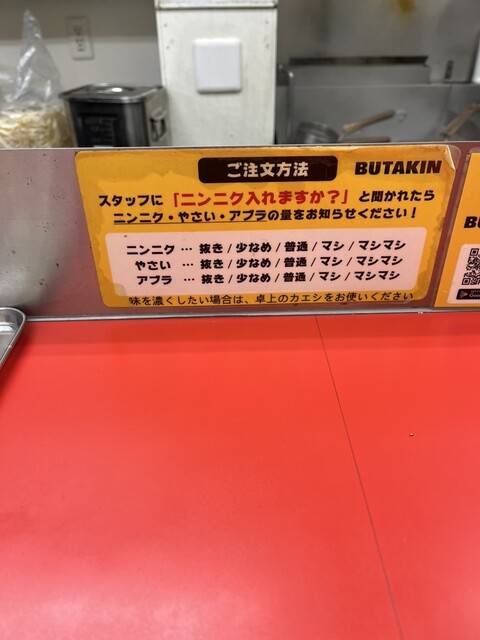 ご注文方法
BUTAKIN
スタッフに「ニンニク入れますか?」と聞かれたら
ニンニク・やさい・アブラの量をお知らせください!
ニンニク … 抜き / 少なめ / 普通 / マシ / マシマシ
やさい … 抜き / 少なめ / 普通 / マシ / マシマシ
アブラ … 抜き / 少なめ / 普通 / マシ / マシマシ
味を濃くしたい場合は、卓上のカエシをお使いください